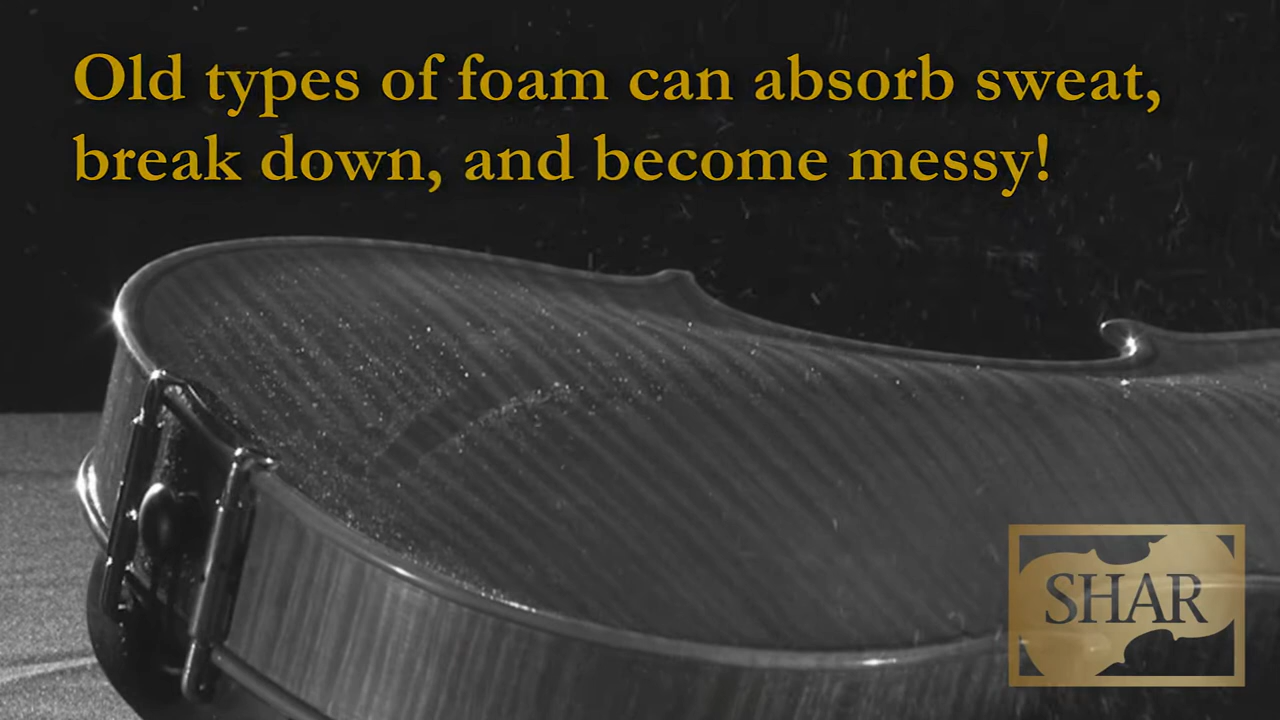 Old types of foam can absorb sweat,
break down, and become messy!
SHAR